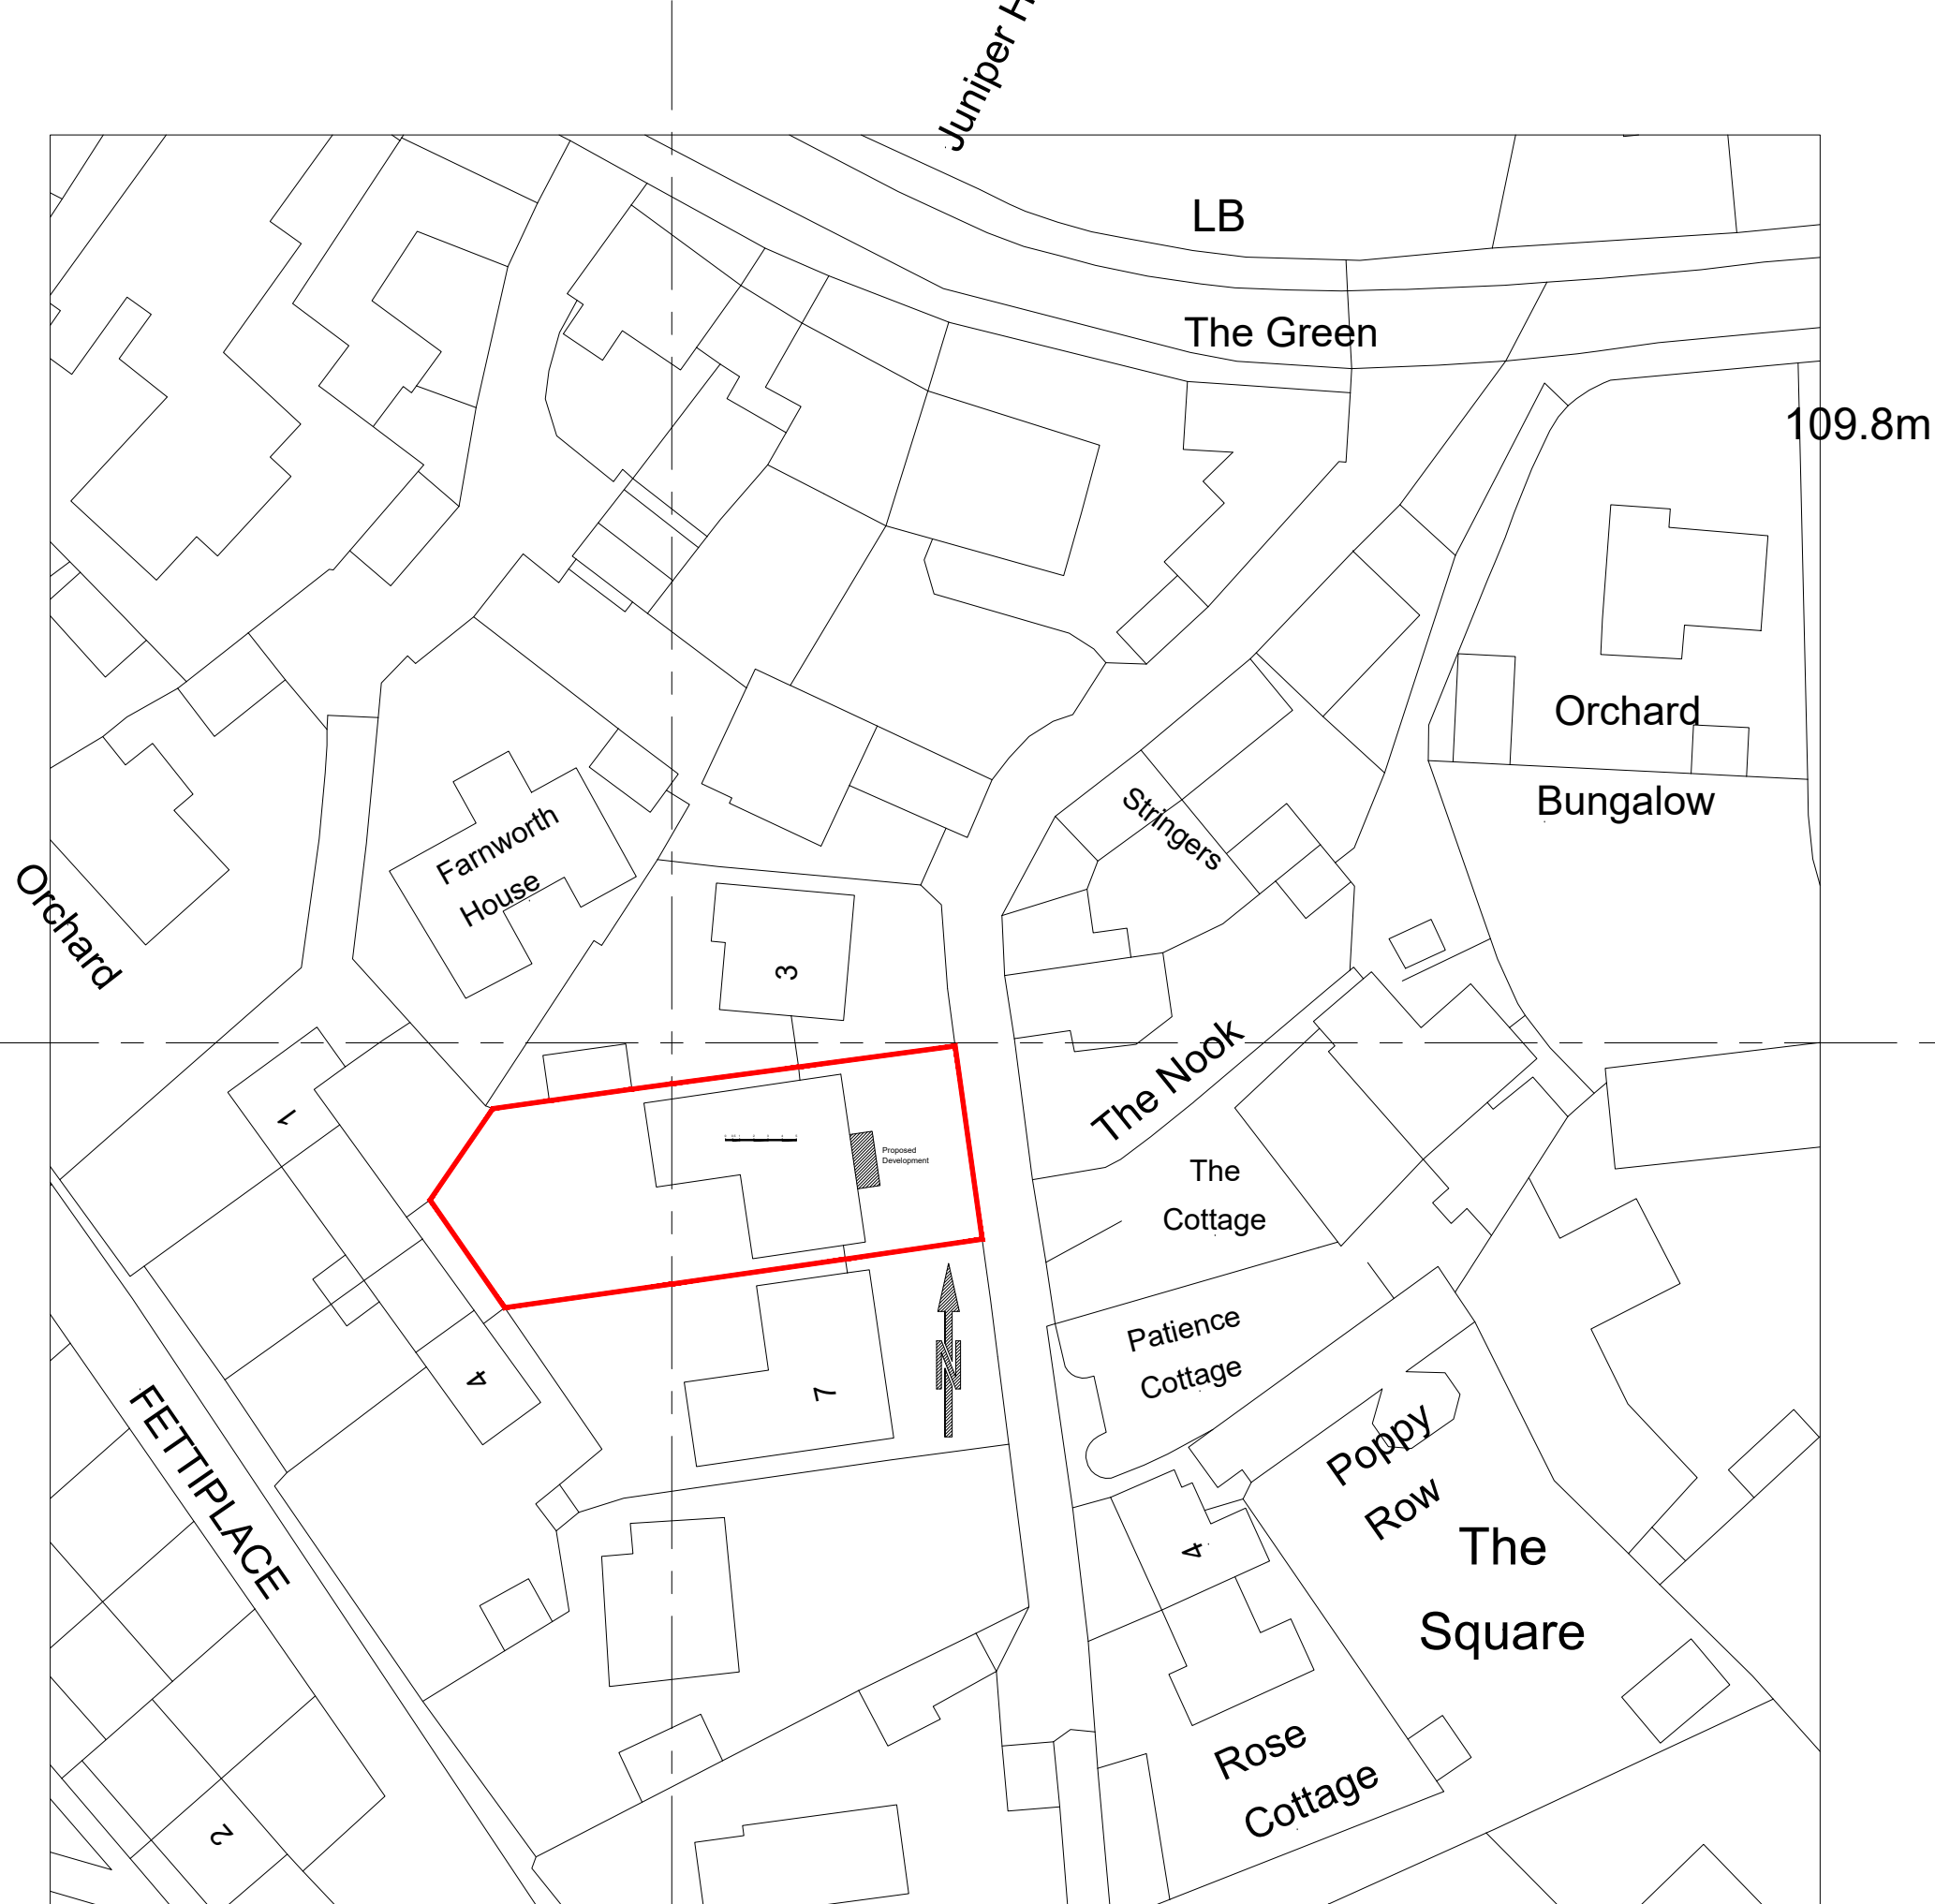 Juniper H
LB
The Green
109.8m
Orchard
Bungalow
Stringers
Farnworth
House
Orchard
3
The Nook
1
Proposed
Development
The
Cottage
Patience
Cottage
4
7
N
FETTIPLACE
Poppy
Row
4
The
Square
Rose
Cottage
2